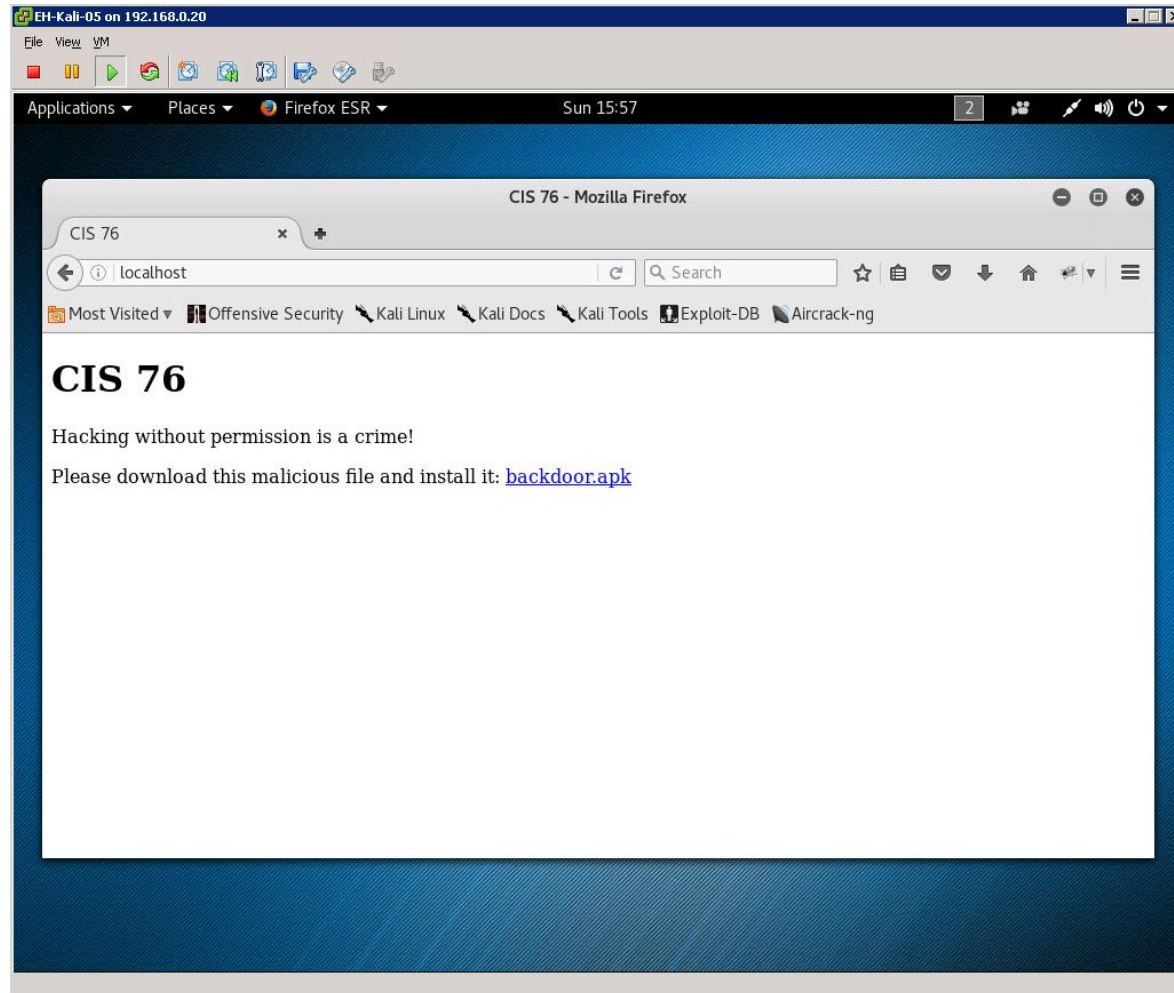 EH-Kali-05 on 192.168.0.20
File View VM
Applications Places Firefox ESR Sun 15:57 2
CIS 76 - Mozilla Firefox
CIS 76
localhost Search
Most Visited Offensive Security Kali Linux Kali Docs Kali Tools Exploit-DB Aircrack-ng
CIS 76
Hacking without permission is a crime!
Please download this malicious file and install it: backdoor.apk